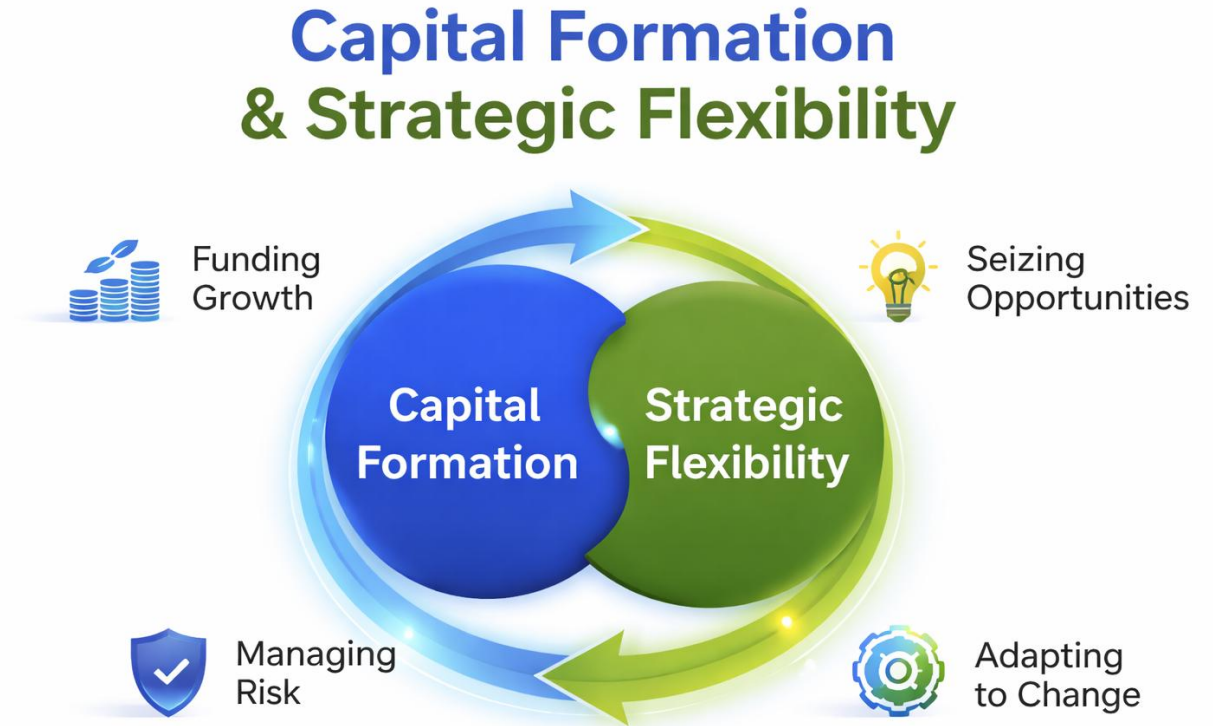 Capital Formation
& Strategic Flexibility
Funding
Growth
Seizing
Opportunities
Capital
Formation
Strategic
Flexibility
Managing
Risk
Adapting
to Change